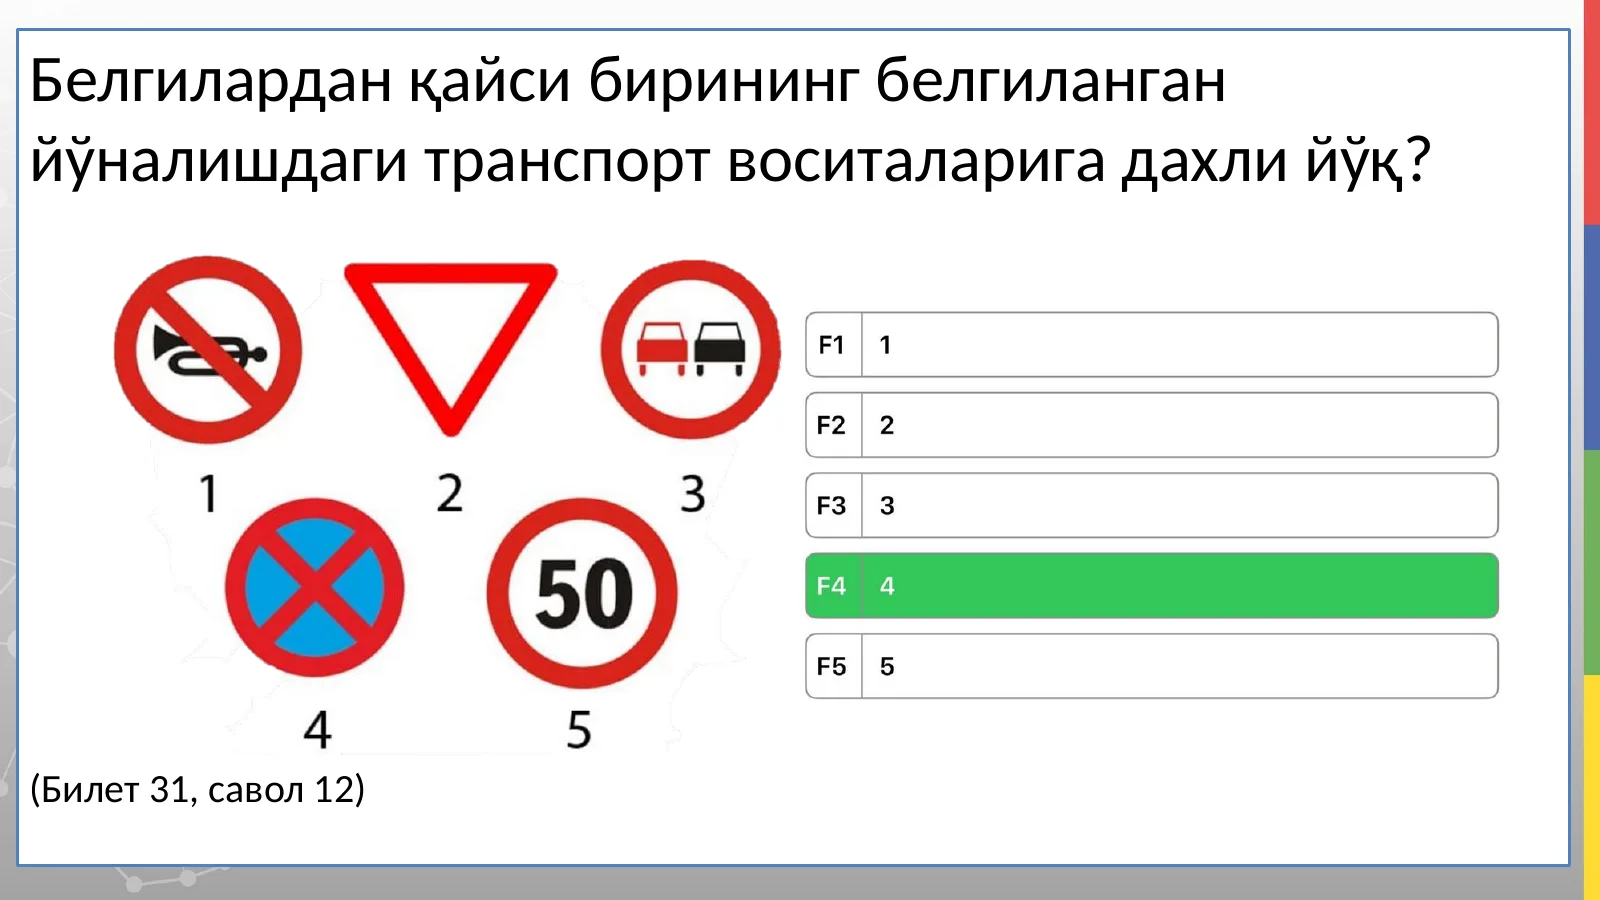 Белгилардан қайси бирининг белгиланган
йўналишдаги транспорт воситаларига дахли йўқ?
1
2
3
50
4
5
F1 1
F2 2
F3 3
F4 4
F5 5
(Билет 31, савол 12)